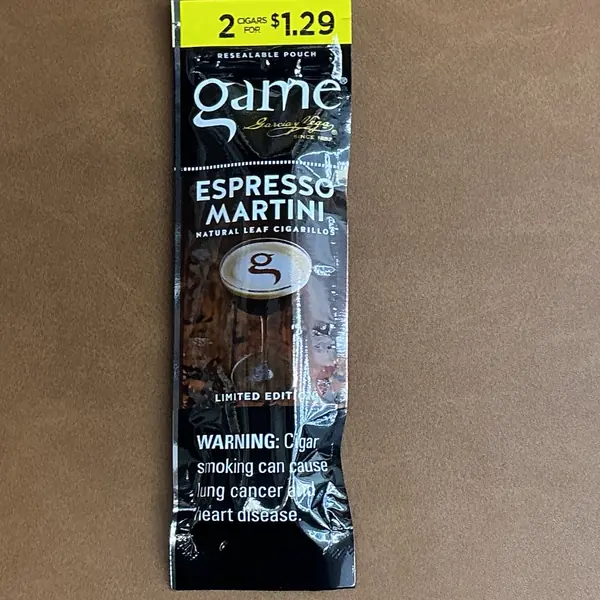 2 CIGARS FOR $1.29
RESEALABLE POUCH
game®
Garcia y Vega®
SINCE 1882
ESPRESSO
MARTINI
NATURAL LEAF CIGARILLOS
g
LIMITED EDITION
WARNING: Cigar
smoking can cause
lung cancer and
heart disease.